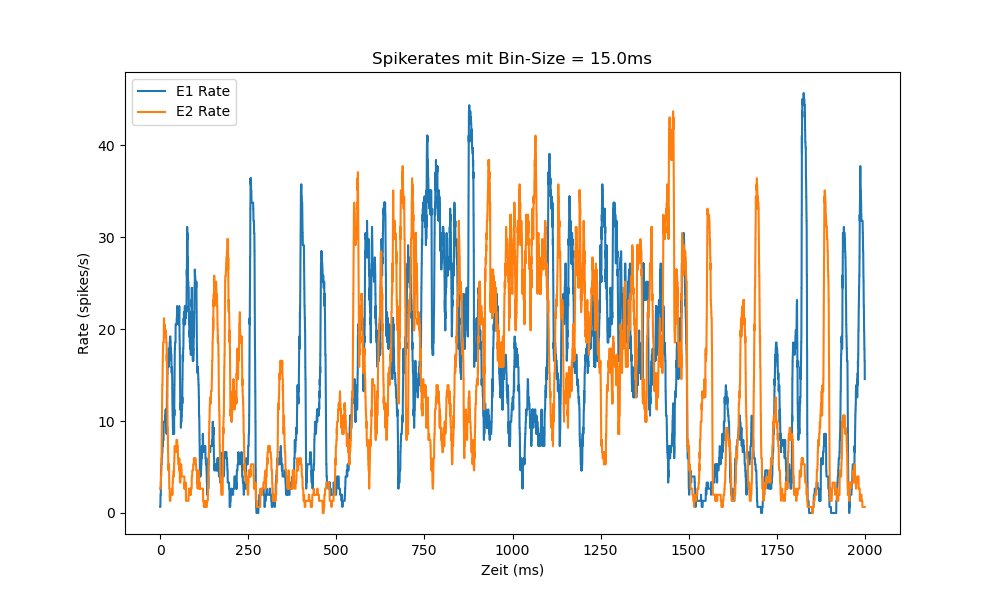 Spikerates mit Bin-Size = 15.0ms
E1 Rate
E2 Rate
Rate (spikes/s)
40
30
20
10
0
0 250 500 750 1000 1250 1500 1750 2000
Zeit (ms)